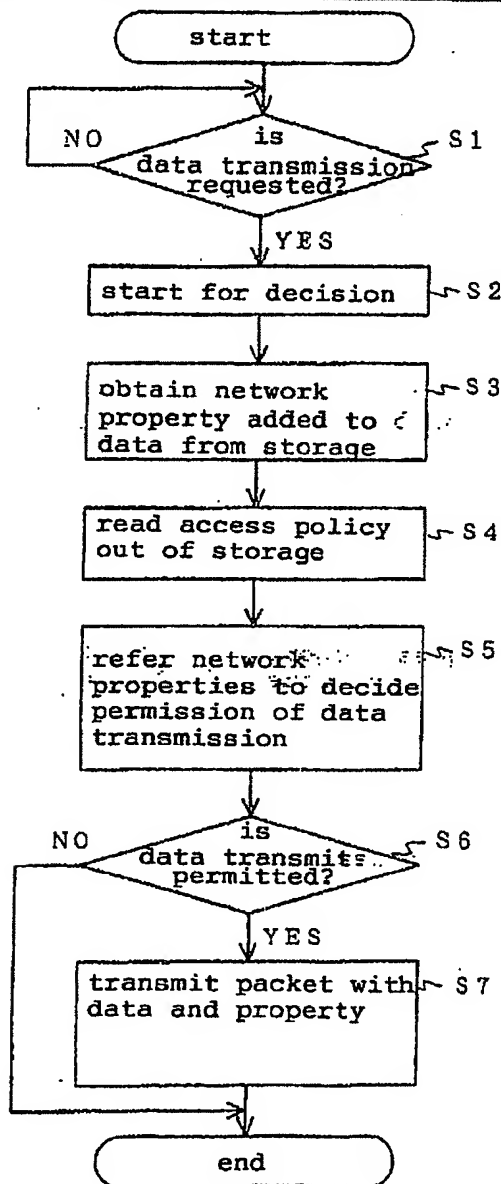 start
is
data transmission
requested?
S1
NO
YES
start for decision
S2
obtain network
property added to
data from storage
S3
read access policy
out of storage
S4
refer network
properties to decide
permission of data
transmission
S5
is
data transmits
permitted?
S6
NO
YES
transmit packet with
data and property
S7
end